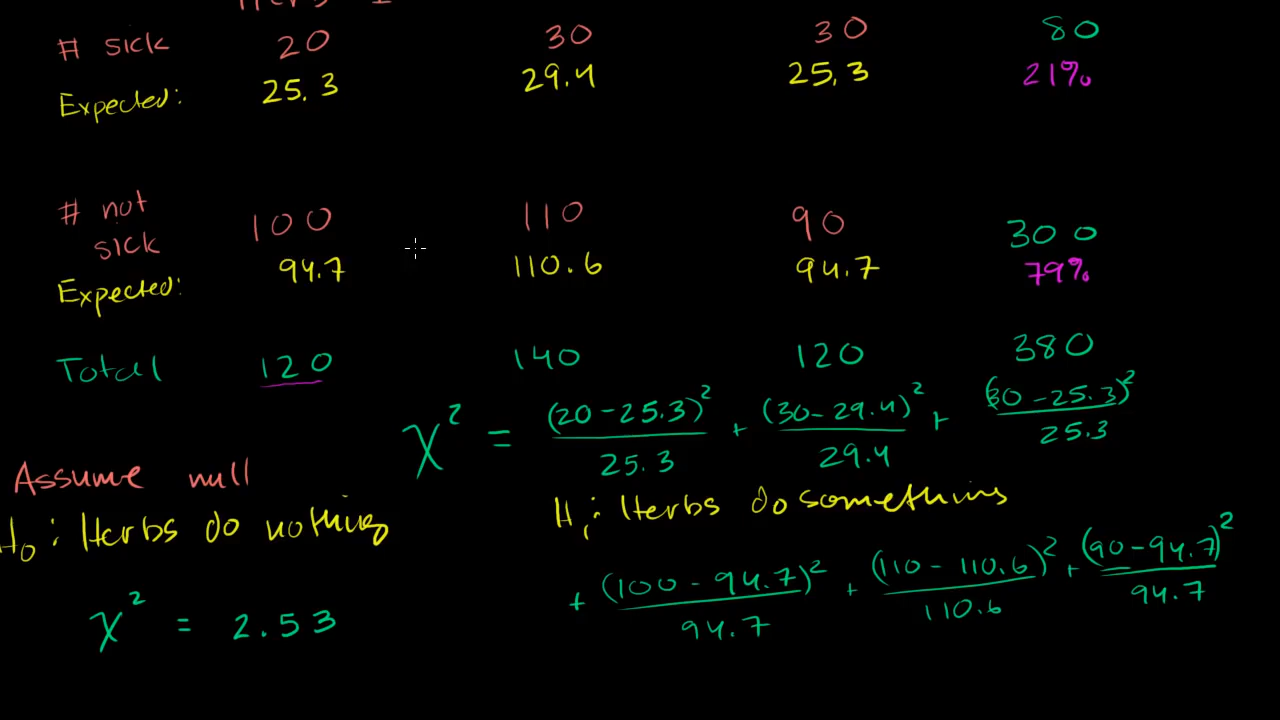 Herbs 1
# sick 20 30 30 80
Expected: 25.3 29.4 25.3 21%
# not sick 100 110 90 300
Expected: 94.7 110.6 94.7 79%
Total 120 140 120 380
χ² = (20-25.3)²/25.3 + (30-29.4)²/29.4 + (30-25.3)²/25.3
Assume null
H₀: Herbs do nothing H₁: Herbs do something
+ (100-94.7)²/94.7 + (110-110.6)²/110.6 + (90-94.7)²/94.7
χ² = 2.53